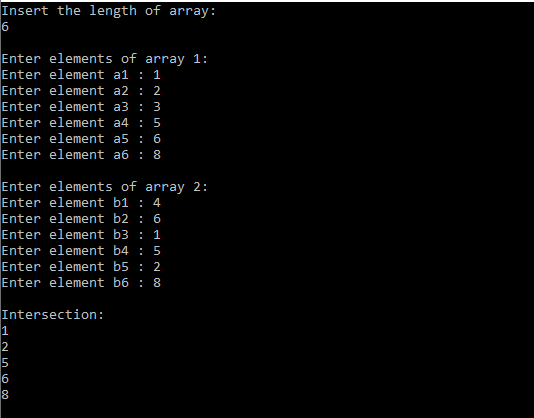 Insert the length of array:
6
Enter elements of array 1:
Enter element a1 : 1
Enter element a2 : 2
Enter element a3 : 3
Enter element a4 : 5
Enter element a5 : 6
Enter element a6 : 8
Enter elements of array 2:
Enter element b1 : 4
Enter element b2 : 6
Enter element b3 : 1
Enter element b4 : 5
Enter element b5 : 2
Enter element b6 : 8
Intersection:
1
2
5
6
8